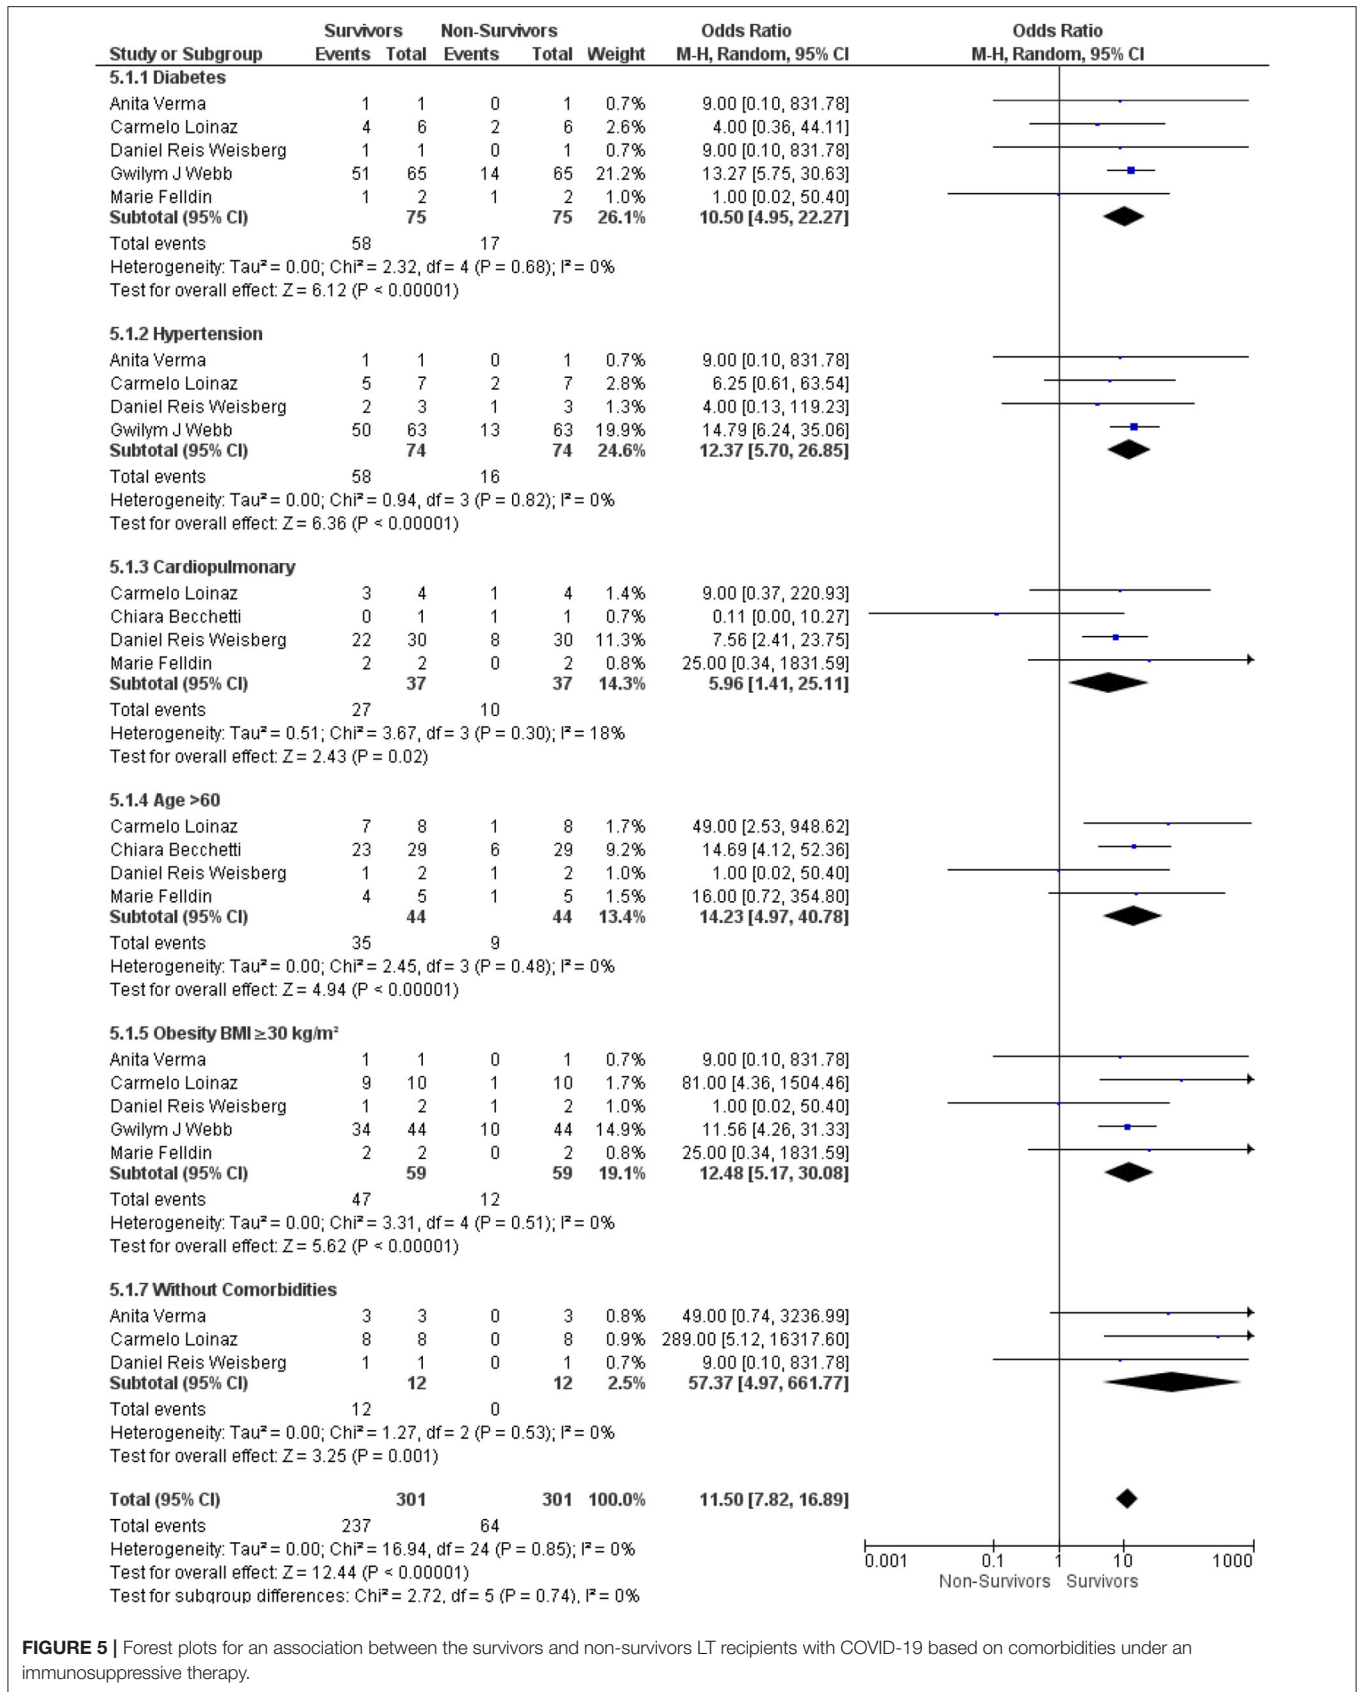 Survivors Non-Survivors Odds Ratio Odds Ratio
Study or Subgroup Events Total Events Total Weight M-H, Random, 95% CI M-H, Random, 95% CI
5.1.1 Diabetes
Anita Verma 1 1 0 1 0.7% 9.00 [0.10, 831.78]
Carmelo Loinaz 4 6 2 6 2.6% 4.00 [0.36, 44.11]
Daniel Reis Weisberg 1 1 0 1 0.7% 9.00 [0.10, 831.78]
Gwilym J Webb 51 65 14 65 21.2% 13.27 [5.75, 30.63]
Marie Felldin 1 2 1 2 1.0% 1.00 [0.02, 50.40]
Subtotal (95% CI) 75 75 26.1% 10.50 [4.95, 22.27]
Total events 58 17
Heterogeneity: Tau² = 0.00; Chi² = 2.32, df = 4 (P = 0.68); I² = 0%
Test for overall effect: Z = 6.12 (P < 0.00001)
5.1.2 Hypertension
Anita Verma 1 1 0 1 0.7% 9.00 [0.10, 831.78]
Carmelo Loinaz 5 7 2 7 2.8% 6.25 [0.61, 63.54]
Daniel Reis Weisberg 2 3 1 3 1.3% 4.00 [0.13, 119.23]
Gwilym J Webb 50 63 13 63 19.9% 14.79 [6.24, 35.06]
Subtotal (95% CI) 74 74 24.6% 12.37 [5.70, 26.85]
Total events 58 16
Heterogeneity: Tau² = 0.00; Chi² = 0.94, df = 3 (P = 0.82); I² = 0%
Test for overall effect: Z = 6.36 (P < 0.00001)
5.1.3 Cardiopulmonary
Carmelo Loinaz 3 4 1 4 1.4% 9.00 [0.37, 220.93]
Chiara Becchetti 0 1 1 1 0.7% 0.11 [0.00, 10.27]
Daniel Reis Weisberg 22 30 8 30 11.3% 7.56 [2.41, 23.75]
Marie Felldin 2 2 0 2 0.8% 25.00 [0.34, 1831.59]
Subtotal (95% CI) 37 37 14.3% 5.96 [1.41, 25.11]
Total events 27 10
Heterogeneity: Tau² = 0.51; Chi² = 3.67, df = 3 (P = 0.30); I² = 18%
Test for overall effect: Z = 2.43 (P = 0.02)
5.1.4 Age >60
Carmelo Loinaz 7 8 1 8 1.7% 49.00 [2.53, 948.62]
Chiara Becchetti 23 29 6 29 9.2% 14.69 [4.12, 52.36]
Daniel Reis Weisberg 1 2 1 2 1.0% 1.00 [0.02, 50.40]
Marie Felldin 4 5 1 5 1.5% 16.00 [0.72, 354.80]
Subtotal (95% CI) 44 44 13.4% 14.23 [4.97, 40.78]
Total events 35 9
Heterogeneity: Tau² = 0.00; Chi² = 2.45, df = 3 (P = 0.48); I² = 0%
Test for overall effect: Z = 4.94 (P < 0.00001)
5.1.5 Obesity BMI ≥30 kg/m²
Anita Verma 1 1 0 1 0.7% 9.00 [0.10, 831.78]
Carmelo Loinaz 9 10 1 10 1.7% 81.00 [4.36, 1504.46]
Daniel Reis Weisberg 1 2 1 2 1.0% 1.00 [0.02, 50.40]
Gwilym J Webb 34 44 10 44 14.9% 11.56 [4.26, 31.33]
Marie Felldin 2 2 0 2 0.8% 25.00 [0.34, 1831.59]
Subtotal (95% CI) 59 59 19.1% 12.48 [5.17, 30.08]
Total events 47 12
Heterogeneity: Tau² = 0.00; Chi² = 3.31, df = 4 (P = 0.51); I² = 0%
Test for overall effect: Z = 5.62 (P < 0.00001)
5.1.7 Without Comorbidities
Anita Verma 3 3 0 3 0.8% 49.00 [0.74, 3236.99]
Carmelo Loinaz 8 8 0 8 0.9% 289.00 [5.12, 16317.60]
Daniel Reis Weisberg 1 1 0 1 0.7% 9.00 [0.10, 831.78]
Subtotal (95% CI) 12 12 2.5% 57.37 [4.97, 661.77]
Total events 12 0
Heterogeneity: Tau² = 0.00; Chi² = 1.27, df = 2 (P = 0.53); I² = 0%
Test for overall effect: Z = 3.25 (P = 0.001)
Total (95% CI) 301 301 100.0% 11.50 [7.82, 16.89]
Total events 237 64
Heterogeneity: Tau² = 0.00; Chi² = 16.94, df = 24 (P = 0.85); I² = 0%
Test for overall effect: Z = 12.44 (P < 0.00001)
Test for subgroup differences: Chi² = 2.72, df = 5 (P = 0.74), I² = 0%
0.001 0.1 1 10 1000
Non-Survivors Survivors
FIGURE 5 | Forest plots for an association between the survivors and non-survivors LT recipients with COVID-19 based on comorbidities under an
immunosuppressive therapy.